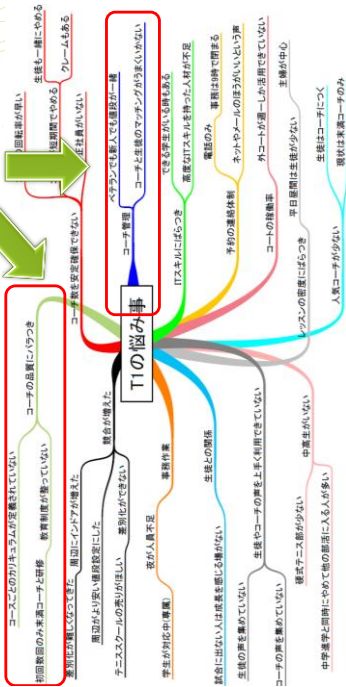 T1の悩み事
コーチ管理
ベテランでも新人でも値段が一緒
コーチと生徒のマッチングがうまくいかない
ITスキルにばらつき
できる学生がいる時もある
高度なITスキルを持った人材が不足
予約の連絡体制
電話のみ
事務は9時で閉まる
ネットやメールのほうがいいという声
コートの稼働率
外コートが週一しか活用できていない
レッスンの密度にばらつき
平日昼間は生徒が少ない
主婦が中心
人気コーチが少ない
生徒はコーチにつく
現状は末満コーチのみ
コーチ数を安定確保できない
の回転率が早い
短期間でやめる
生徒も一緒にやめる
クレームもある
正社員がいない
コーチの品質にバラつき
コースごとのカリキュラムが定義されていない
教育制度が整っていない
初回数回のみ末満コーチと研修
競合が増えた
周辺にインドアが増えた
差別化が難しくなってきた
周辺がより安い値段設定にした
差別化ができない
テニススクールの売りがほしい
事務作業
夜が人員不足
学生が対応中(専属)
生徒との関係
試合に出ない人は成長を感じる場がない
生徒やコーチの声を上手く利用できていない
生徒の声を集めていない
コーチの声を集めていない
中高生がいない
硬式テニス部が少ない
中学進学と同時にやめて他の部活に入る人が多い